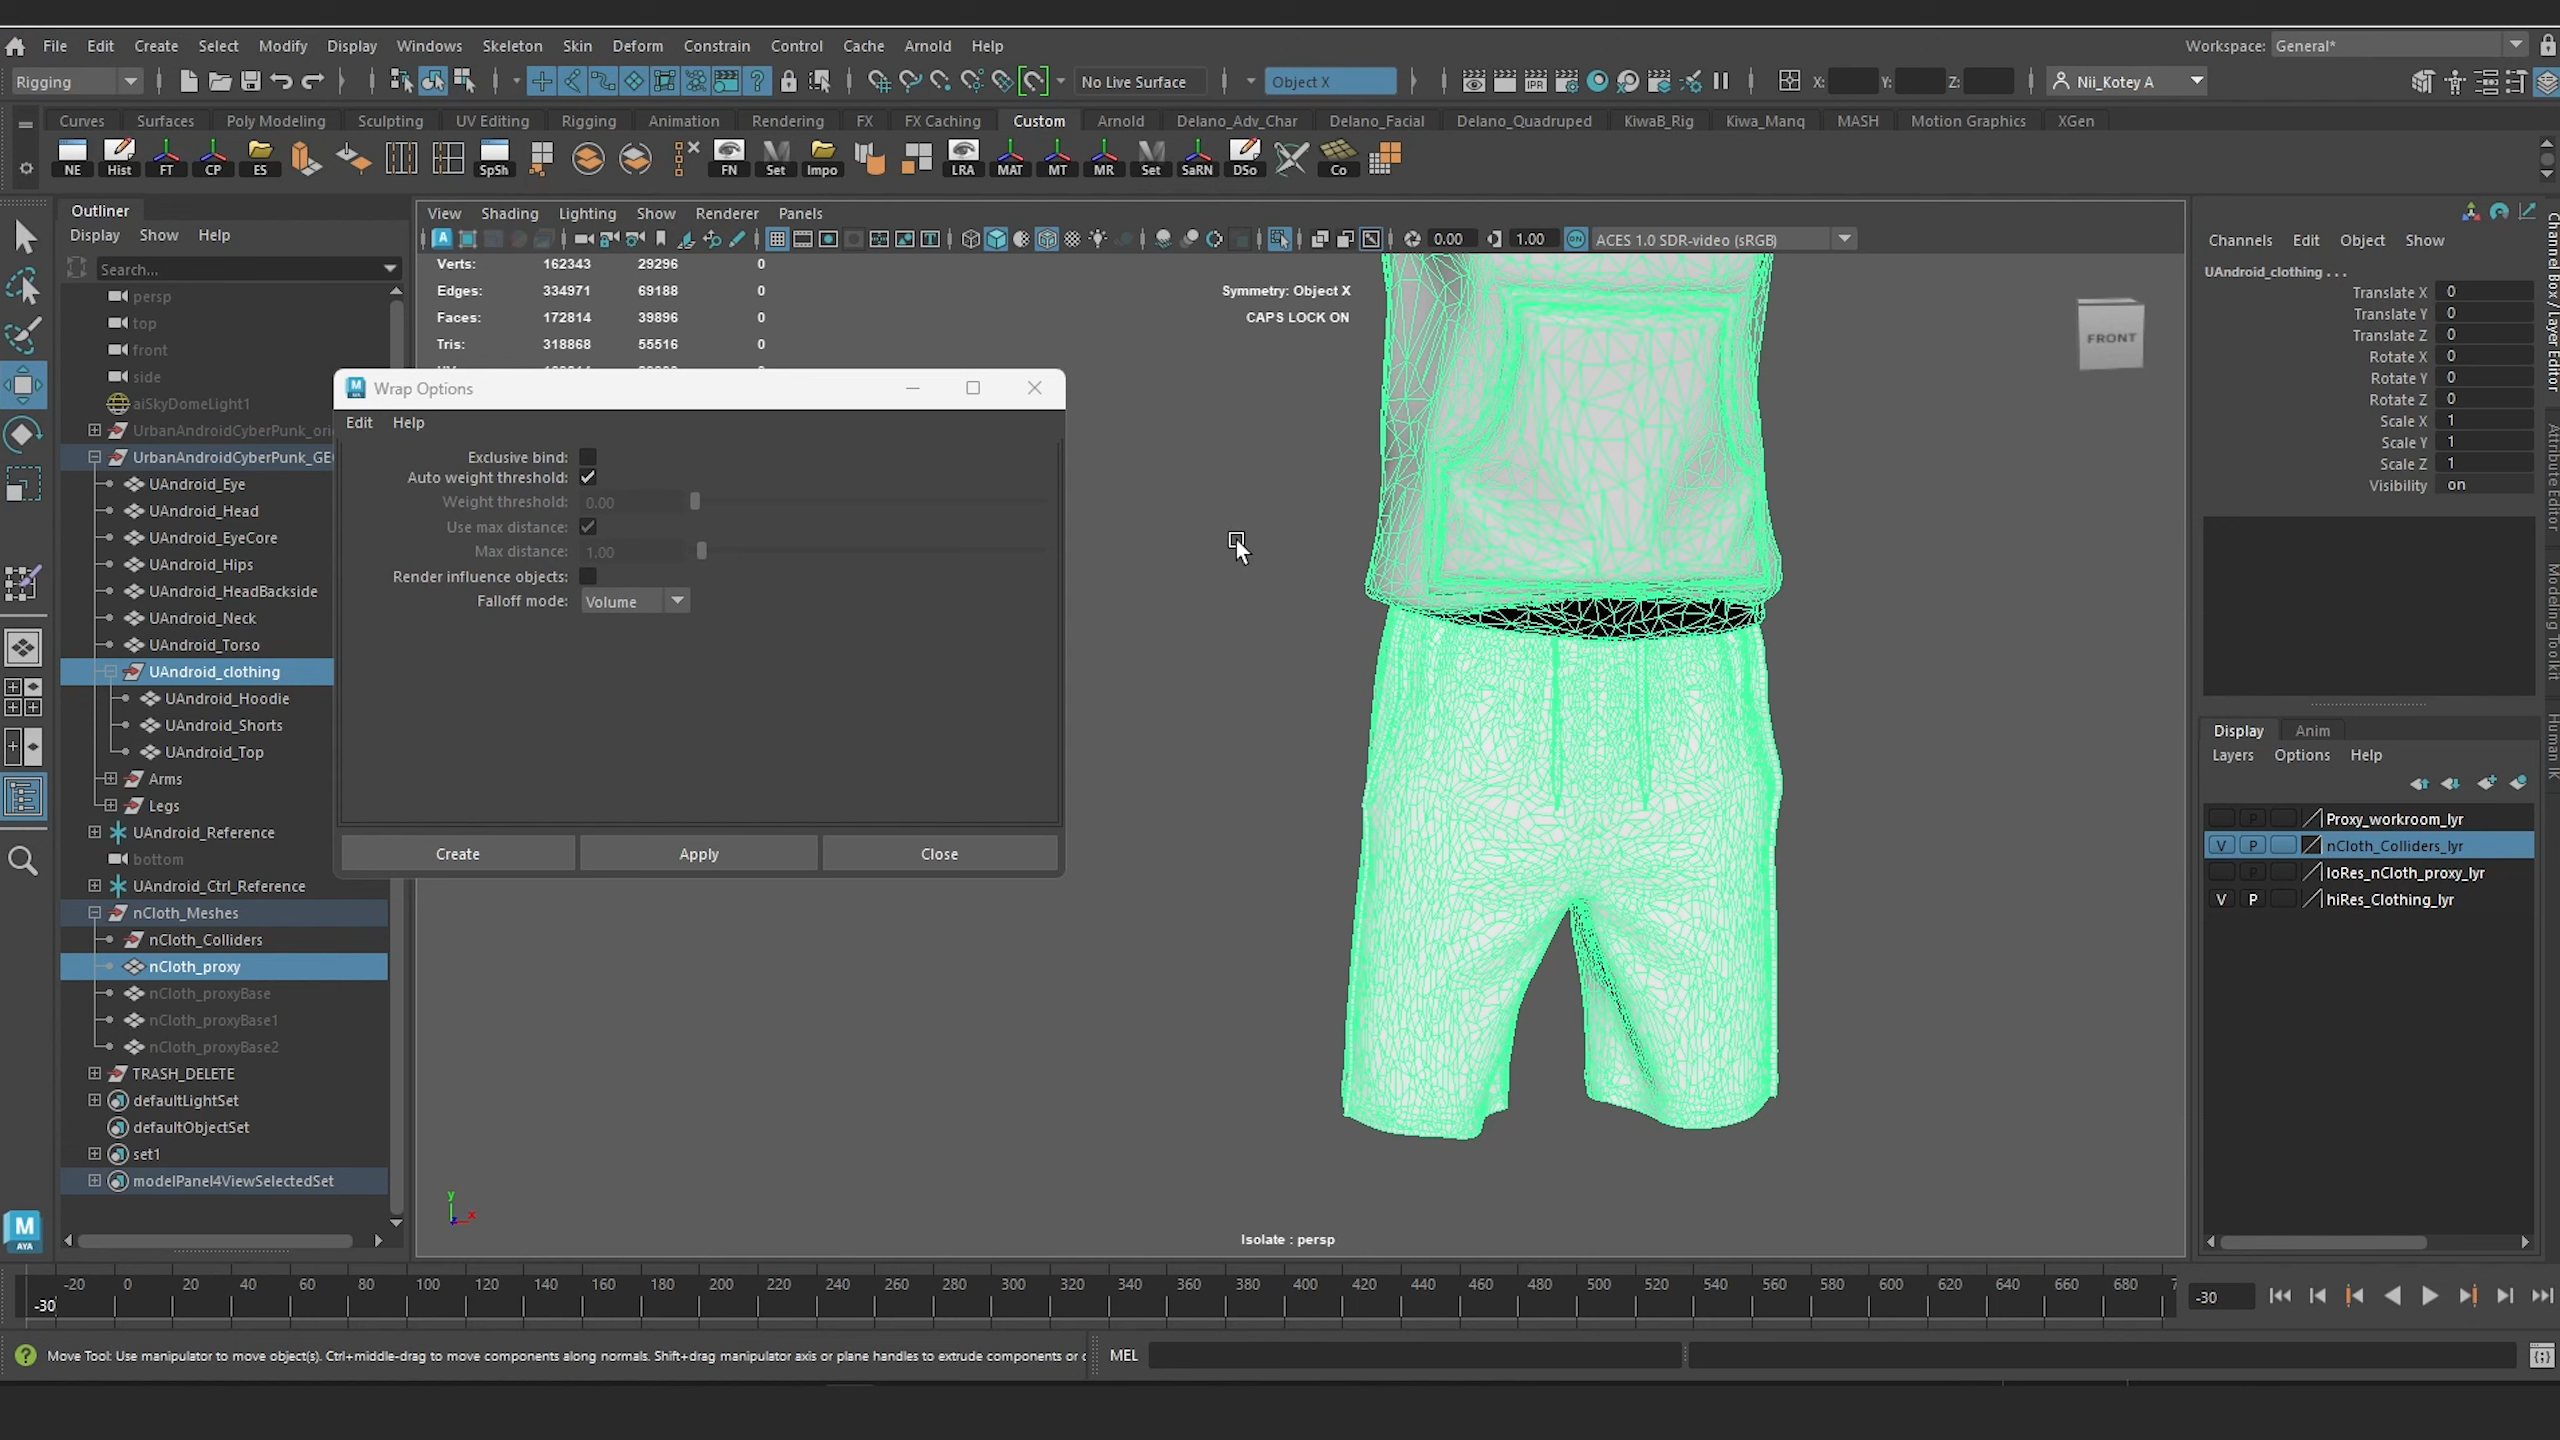 File Edit Create Select Modify Display Windows Skeleton Skin Deform Constrain Control Cache Arnold Help
Workspace: General*
Rigging
No Live Surface
Object X
X: Y: Z:
Nii_Kotey A
Curves Surfaces Poly Modeling Sculpting UV Editing Rigging Animation Rendering FX FX Caching Custom Arnold Delano_Adv_Char Delano_Facial Delano_Quadruped KiwaB_Rig Kiwa_Manq MASH Motion Graphics XGen
NE Hist FT CP ES SpSh FN Set Impo LRA MAT MT MR Set SaRN DSo Co
Outliner
Display Show Help
Search...
persp
top
front
side
aiSkyDomeLight1
UrbanAndroidCyberPunk_ori
UrbanAndroidCyberPunk_GE
UAndroid_Eye
UAndroid_Head
UAndroid_EyeCore
UAndroid_Hips
UAndroid_HeadBackside
UAndroid_Neck
UAndroid_Torso
UAndroid_clothing
UAndroid_Hoodie
UAndroid_Shorts
UAndroid_Top
Arms
Legs
UAndroid_Reference
bottom
UAndroid_Ctrl_Reference
nCloth_Meshes
nCloth_Colliders
nCloth_proxy
nCloth_proxyBase
nCloth_proxyBase1
nCloth_proxyBase2
TRASH_DELETE
defaultLightSet
defaultObjectSet
set1
modelPanel4ViewSelectedSet
View Shading Lighting Show Renderer Panels
0.00 1.00 ACES 1.0 SDR-video (sRGB)
Verts: 162343 29296 0
Edges: 334971 69188 0
Faces: 172814 39896 0
Tris: 318868 55516 0
Symmetry: Object X
CAPS LOCK ON
FRONT
Wrap Options
Edit Help
Exclusive bind:
Auto weight threshold:
Weight threshold: 0.00
Use max distance:
Max distance: 1.00
Render influence objects:
Falloff mode: Volume
Create Apply Close
y
x
Isolate : persp
Channels Edit Object Show
UAndroid_clothing . . .
Translate X 0
Translate Y 0
Translate Z 0
Rotate X 0
Rotate Y 0
Rotate Z 0
Scale X 1
Scale Y 1
Scale Z 1
Visibility on
Channel Box / Layer Editor
Attribute Editor
Modeling Toolkit
Human IK
Display Anim
Layers Options Help
P Proxy_workroom_lyr
V P nCloth_Colliders_lyr
P loRes_nCloth_proxy_lyr
V P hiRes_Clothing_lyr
M
AYA
-20 0 20 40 60 80 100 120 140 160 180 200 220 240 260 280 300 320 340 360 380 400 420 440 460 480 500 520 540 560 580 600 620 640 660 680
-30
-30
Move Tool: Use manipulator to move object(s). Ctrl+middle-drag to move components along normals. Shift+drag manipulator axis or plane handles to extrude components or
MEL